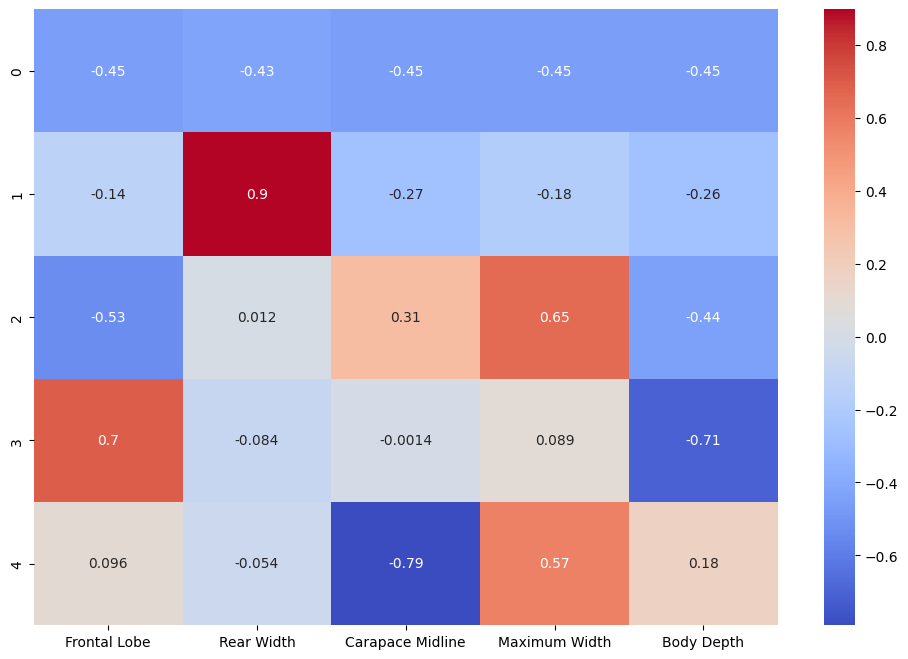 0 -0.45 -0.43 -0.45 -0.45 -0.45
1 -0.14 0.9 -0.27 -0.18 -0.26
2 -0.53 0.012 0.31 0.65 -0.44
3 0.7 -0.084 -0.0014 0.089 -0.71
4 0.096 -0.054 -0.79 0.57 0.18
Frontal Lobe Rear Width Carapace Midline Maximum Width Body Depth
0.8
0.6
0.4
0.2
0.0
−0.2
−0.4
−0.6